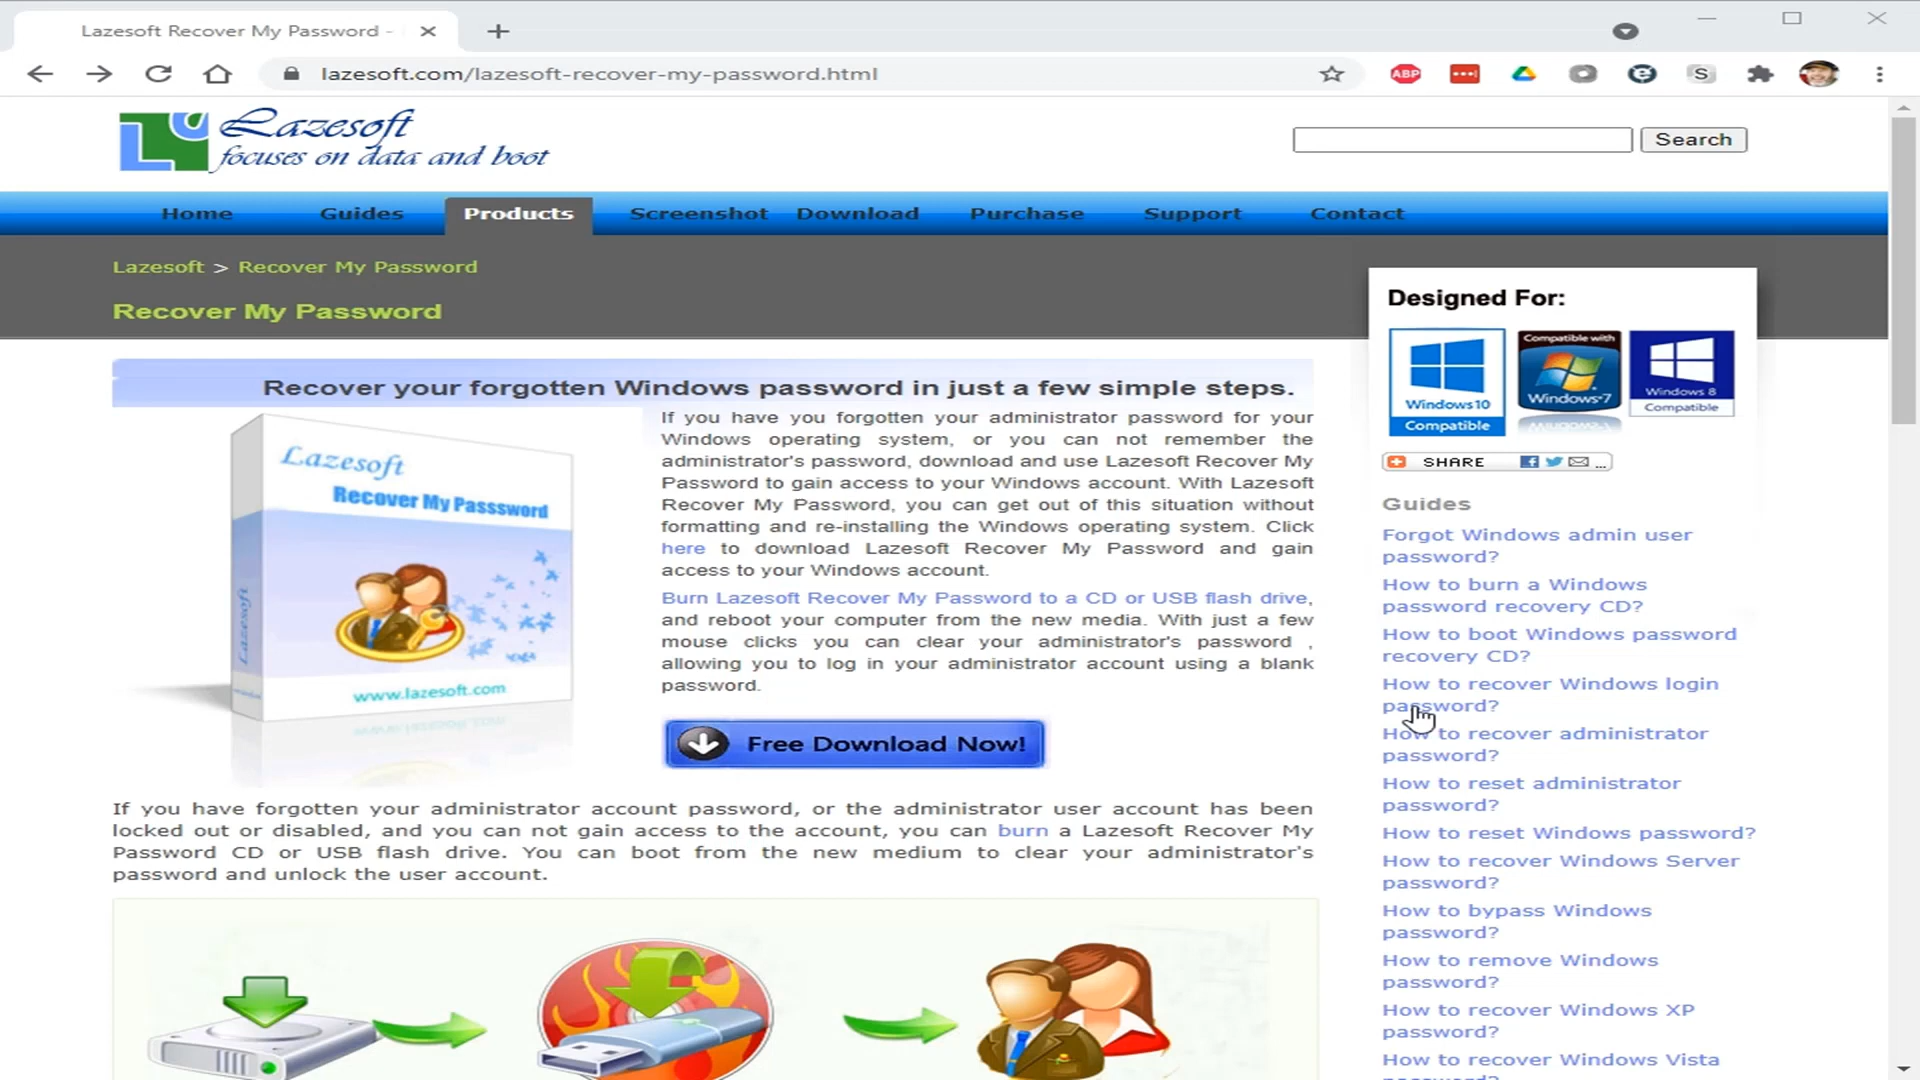 Lazesoft Recover My Password -
lazesoft.com/lazesoft-recover-my-password.html
ABP
S
Lazesoft
focuses on data and boot
Search
Home Guides Products Screenshot Download Purchase Support Contact
Lazesoft > Recover My Password
Recover My Password
Recover your forgotten Windows password in just a few simple steps.
Lazesoft
Recover My Passsword
Lazesoft
www.lazesoft.com
If you have you forgotten your administrator password for your
Windows operating system, or you can not remember the
administrator's password, download and use Lazesoft Recover My
Password to gain access to your Windows account. With Lazesoft
Recover My Password, you can get out of this situation without
formatting and re-installing the Windows operating system. Click
here to download Lazesoft Recover My Password and gain
access to your Windows account.
Burn Lazesoft Recover My Password to a CD or USB flash drive,
and reboot your computer from the new media. With just a few
mouse clicks you can clear your administrator's password ,
allowing you to log in your administrator account using a blank
password.
Free Download Now!
If you have forgotten your administrator account password, or the administrator user account has been
locked out or disabled, and you can not gain access to the account, you can burn a Lazesoft Recover My
Password CD or USB flash drive. You can boot from the new medium to clear your administrator's
password and unlock the user account.
Designed For:
Windows 10
Compatible
Compatible with
Windows 7
Windows 8
Compatible
SHARE ...
Guides
Forgot Windows admin user
password?
How to burn a Windows
password recovery CD?
How to boot Windows password
recovery CD?
How to recover Windows login
password?
How to recover administrator
password?
How to reset administrator
password?
How to reset Windows password?
How to recover Windows Server
password?
How to bypass Windows
password?
How to remove Windows
password?
How to recover Windows XP
password?
How to recover Windows Vista